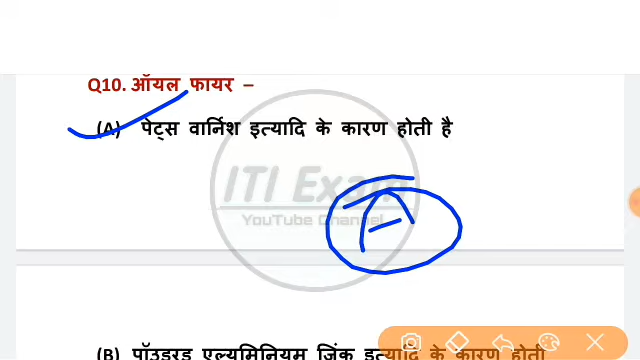 Q10. ऑयल फायर –
(A) पेट्स वार्निश इत्यादि के कारण होती है
ITI Exam
YouTube Channel
A
(B) पॉउडरड एल्यूमिनियम जिंक इत्यादि के कारण होती